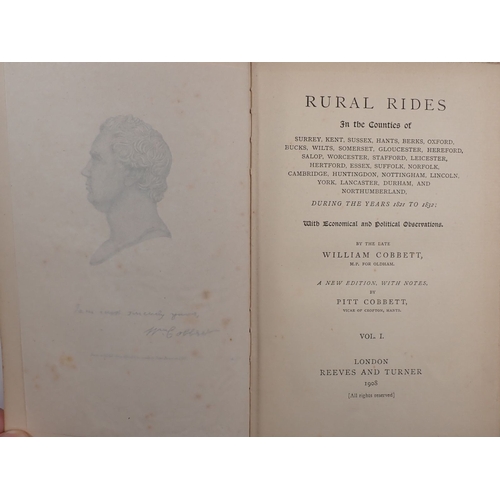 yours
Wm Cobbett
RURAL RIDES
In the Counties of
SURREY, KENT, SUSSEX, HANTS, BERKS, OXFORD,
BUCKS, WILTS, SOMERSET, GLOUCESTER, HEREFORD,
SALOP, WORCESTER, STAFFORD, LEICESTER,
HERTFORD, ESSEX, SUFFOLK, NORFOLK,
CAMBRIDGE, HUNTINGDON, NOTTINGHAM, LINCOLN,
YORK, LANCASTER, DURHAM, AND
NORTHUMBERLAND,
DURING THE YEARS 1821 TO 1832:
With Economical and Political Observations.
BY THE LATE
WILLIAM COBBETT,
M.P. FOR OLDHAM.
A NEW EDITION, WITH NOTES,
BY
PITT COBBETT,
VICAR OF CROFTON, HANTS.
VOL. I.
LONDON
REEVES AND TURNER
1908
[All rights reserved]